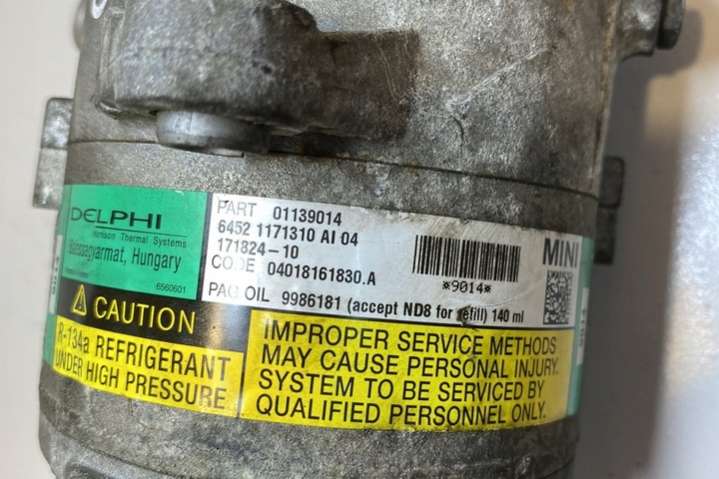 DELPHI
Harrison Thermal Systems
Balassagyarmat, Hungary
6560601
PART 01139014
6452 1171310 AI 04
171824-10
CODE 04018161830.A
*9014*
MINI
PAG OIL 9986181 (accept ND8 for refill) 140 ml
CAUTION
R-134a REFRIGERANT
UNDER HIGH PRESSURE
IMPROPER SERVICE METHODS
MAY CAUSE PERSONAL INJURY.
SYSTEM TO BE SERVICED BY
QUALIFIED PERSONNEL ONLY.